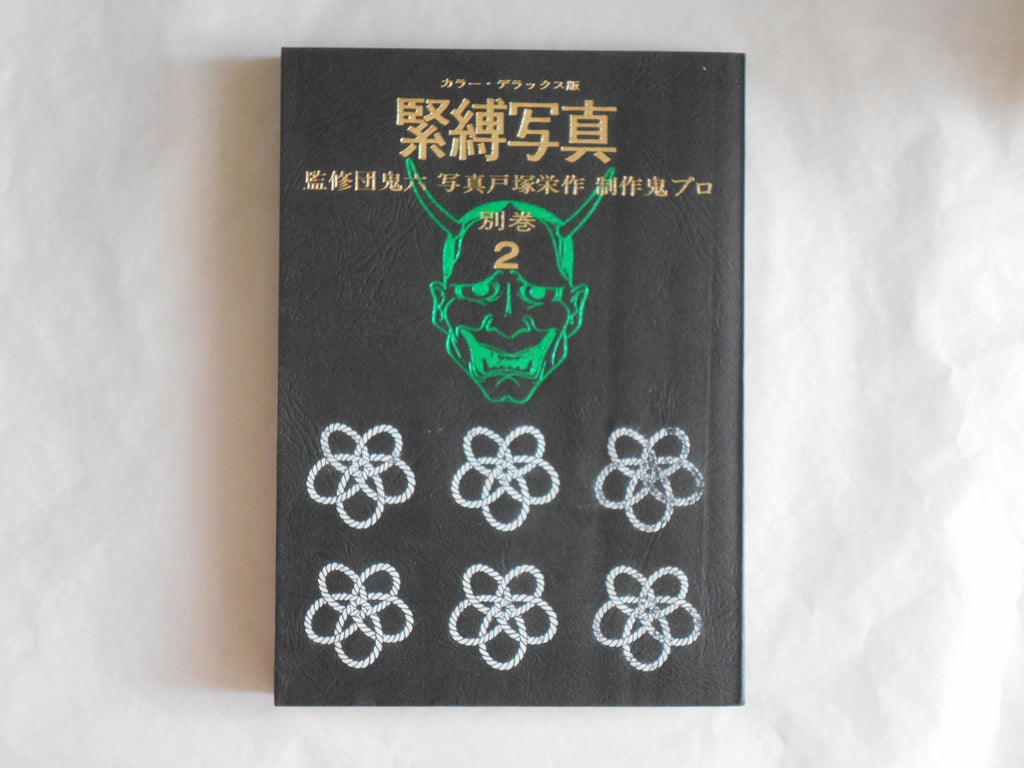 カラー・デラックス版
緊縛写真
監修団鬼六 写真戸塚栄作 制作鬼プロ
別巻
2